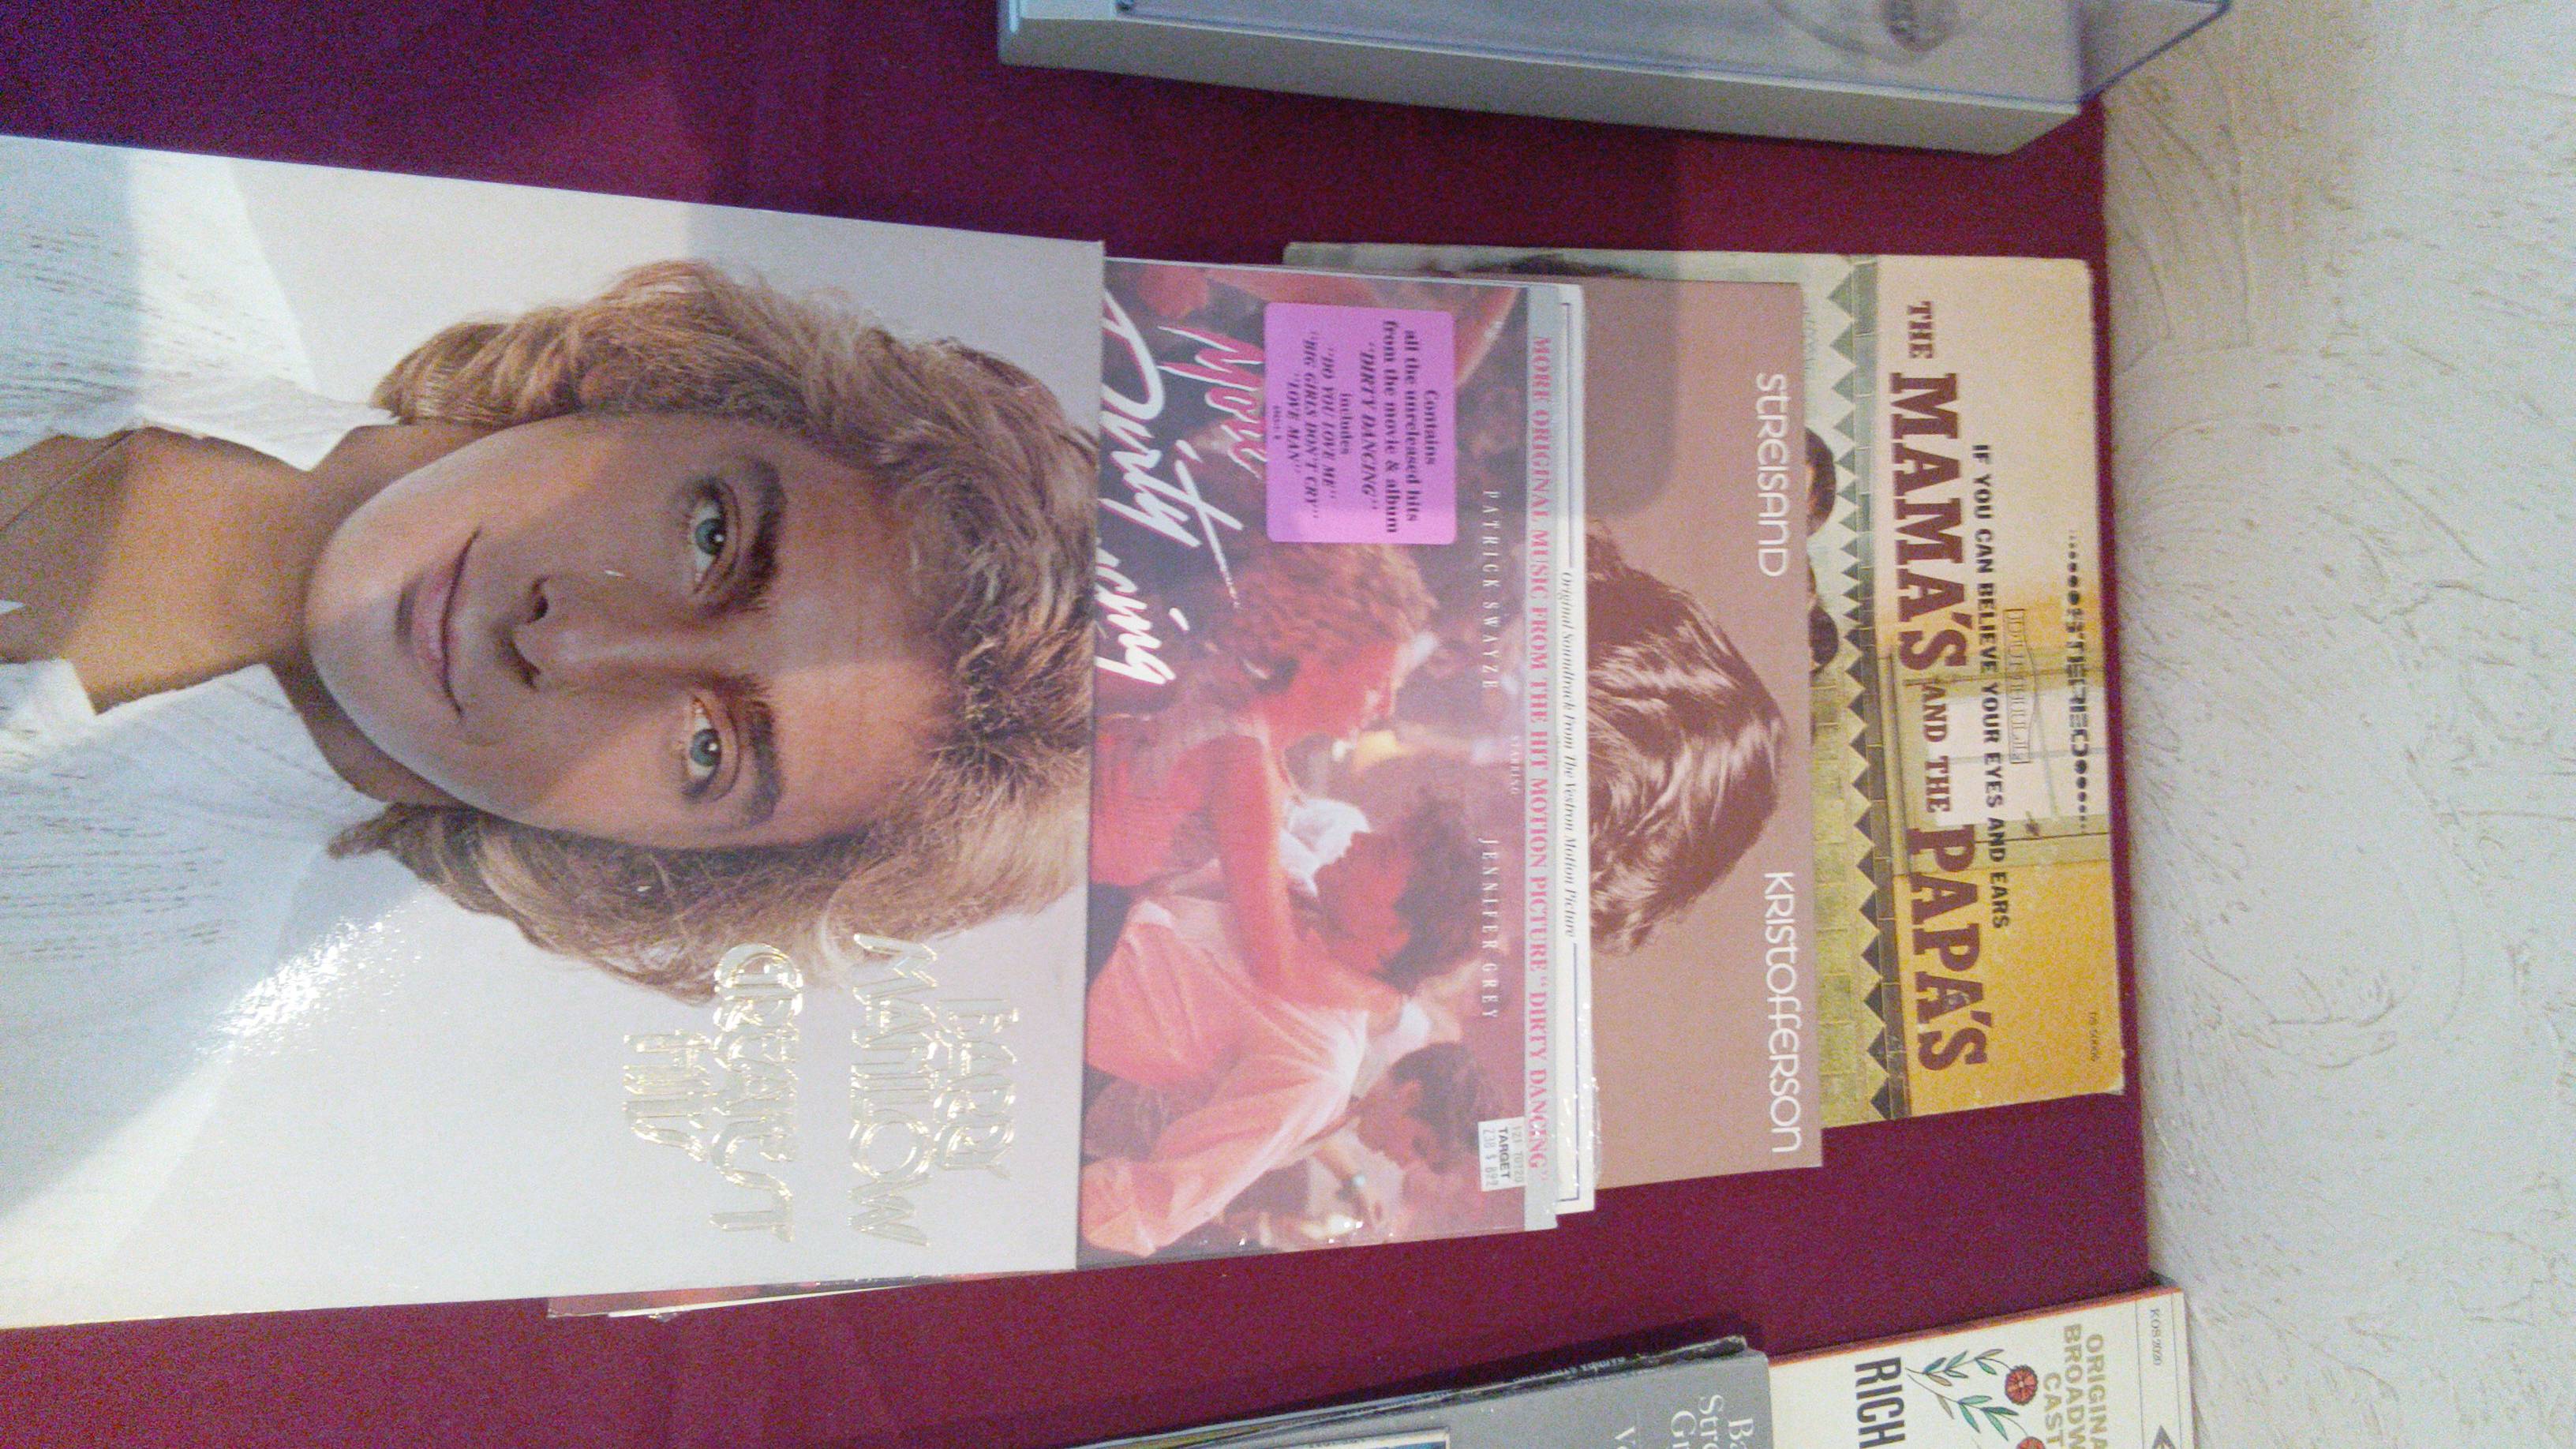 STEREO
IF YOU CAN BELIEVE YOUR EYES AND EARS
THE MAMA'S AND THE PAPA'S
STREISAND KRISTOFFERSON
Original Soundtrack From The Vestron Motion Picture
MORE ORIGINAL MUSIC FROM THE HIT MOTION PICTURE "DIRTY DANCING"
STARRING
PATRICK SWAYZE JENNIFER GREY
TARGET
Contains
all the unreleased hits
from the movie & album
"DIRTY DANCING"
includes
"DO YOU LOVE ME"
"BIG GIRLS DON'T CRY"
"LOVE MAN"
More
Dirty
BARRY
MANILOW
GREATEST
HITS
KOS2020
CAST
RICH